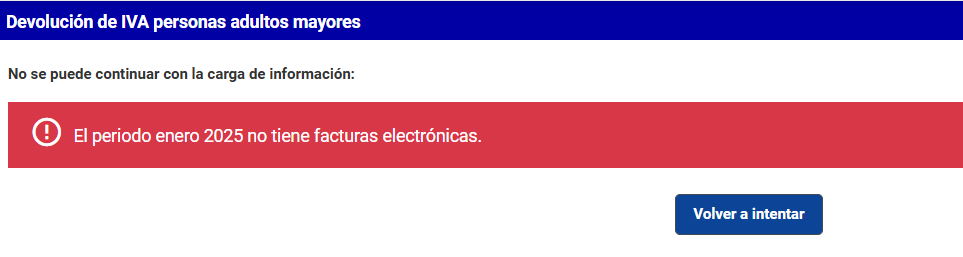 Devolución de IVA personas adultos mayores
No se puede continuar con la carga de información:
El periodo enero 2025 no tiene facturas electrónicas.
Volver a intentar